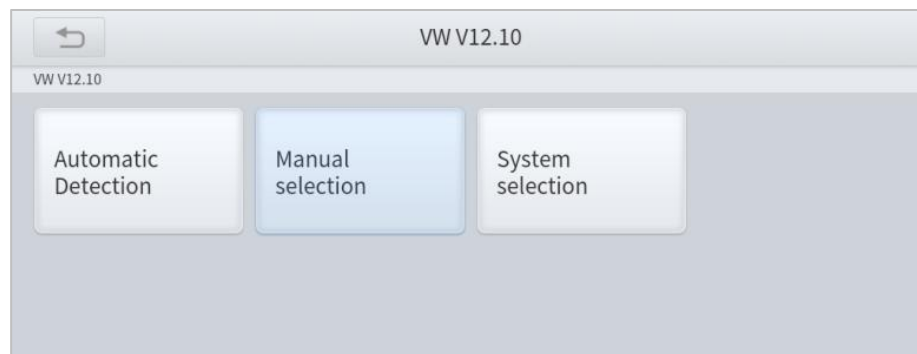 VW V12.10
VW V12.10
Automatic
Detection
Manual
selection
System
selection